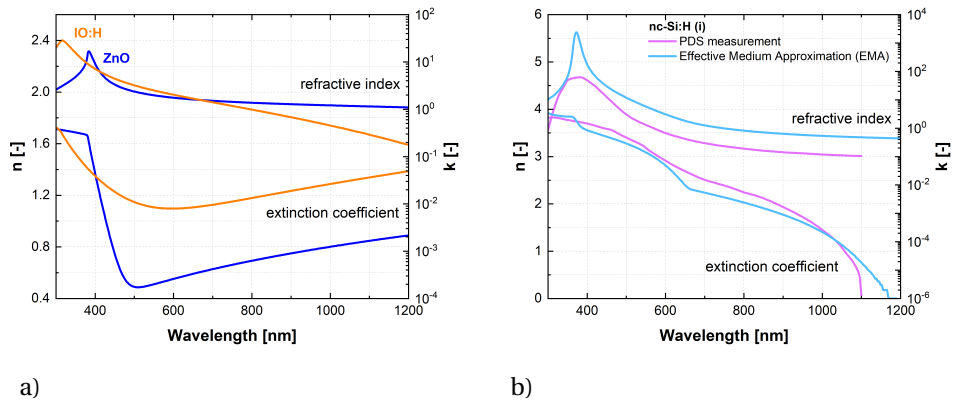 IO:H
ZnO
refractive index
extinction coefficient
n [-]
k [-]
2.4
2.0
1.6
1.2
0.8
0.4
10²
10¹
10⁰
10⁻¹
10⁻²
10⁻³
10⁻⁴
400 600 800 1000 1200
Wavelength [nm]
a)
nc-Si:H (i)
PDS measurement
Effective Medium Approximation (EMA)
refractive index
extinction coefficient
n [-]
k [-]
6
5
4
3
2
1
0
10⁴
10²
10⁰
10⁻²
10⁻⁴
10⁻⁶
400 600 800 1000 1200
Wavelength [nm]
b)